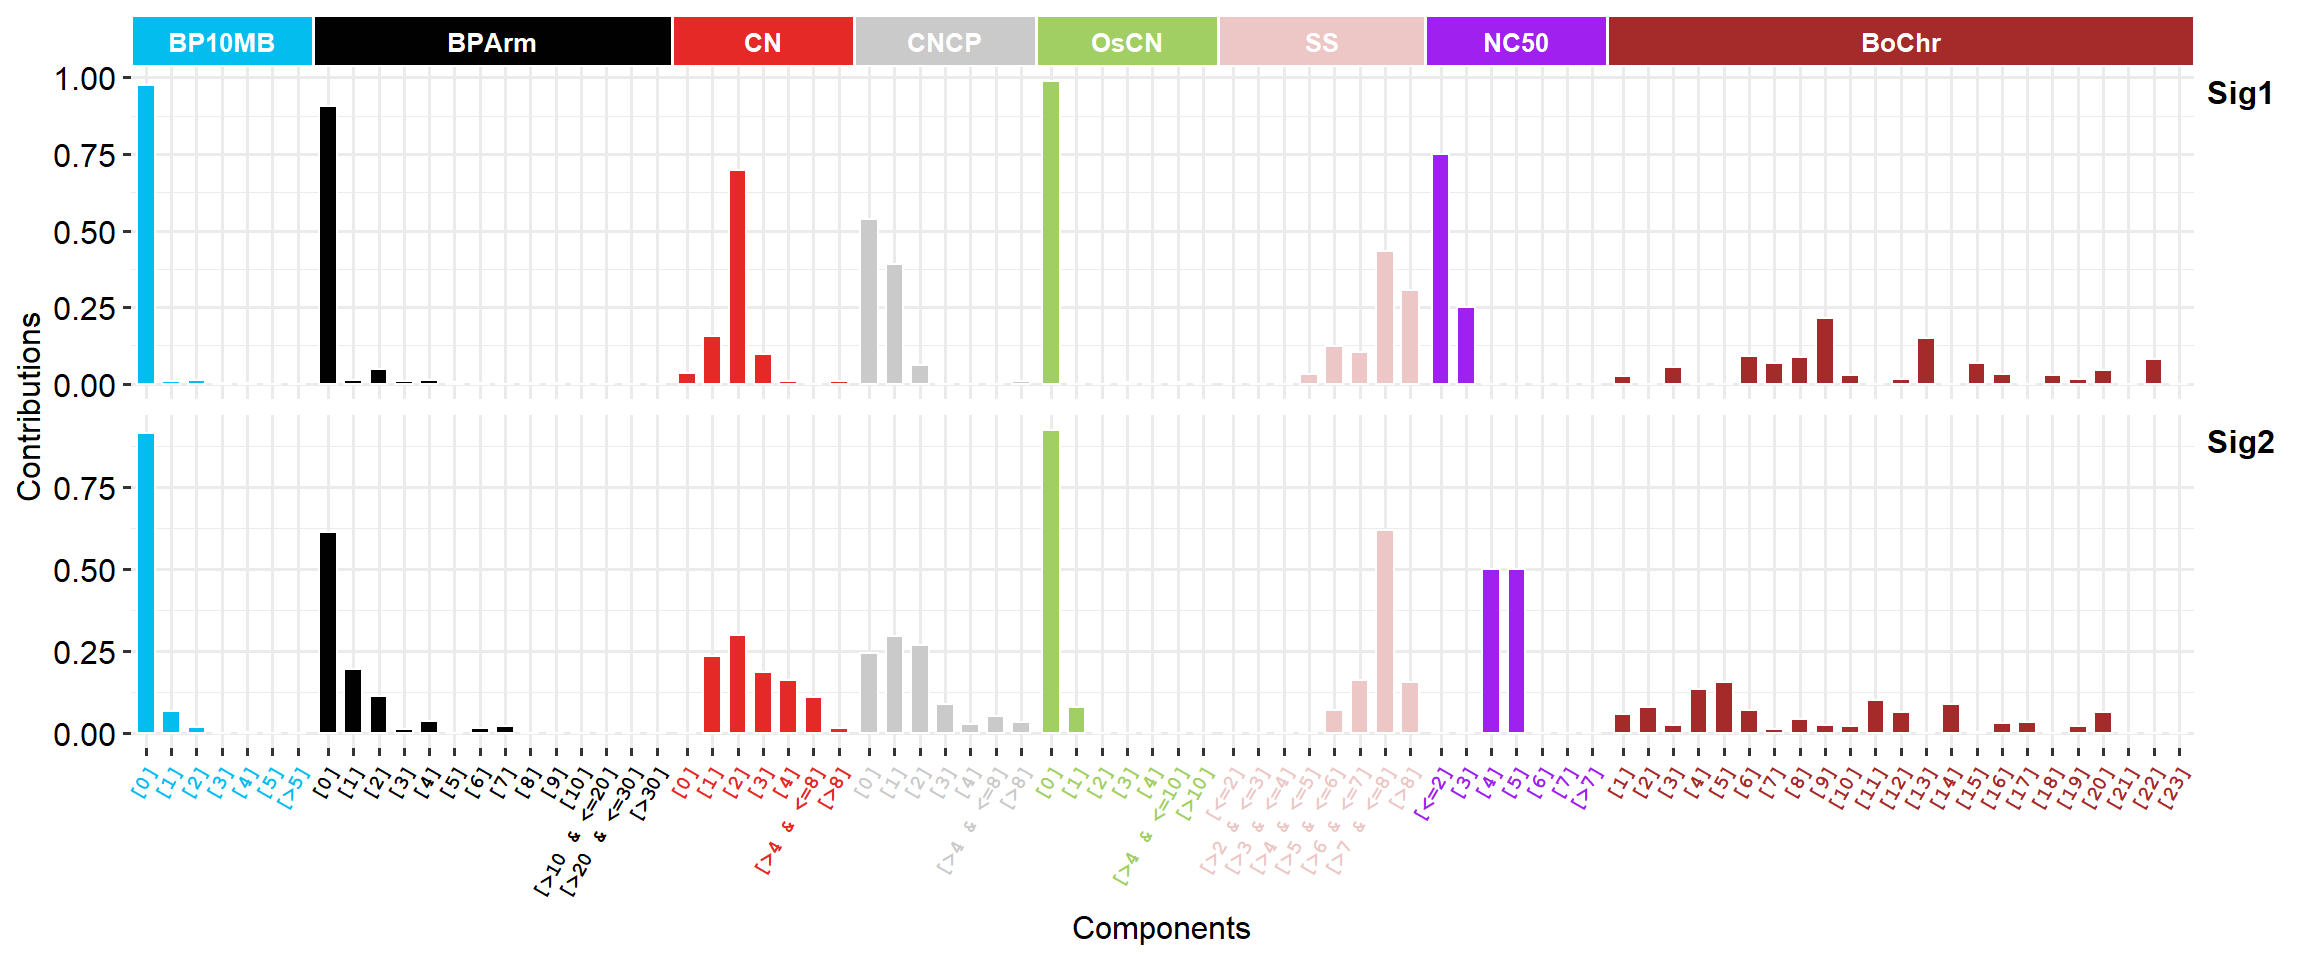 BP10MB BPArm CN CNCP OsCN SS NC50 BoChr
Sig1
1.00
0.75
0.50
0.25
0.00
Sig2
0.75
0.50
0.25
0.00
Contributions
[0] [1] [2] [3] [4] [5] [>5] [0] [1] [2] [3] [4] [5] [6] [7] [8] [9] [10] [>10 & <=20] [>20 & <=30] [>30] [0] [1] [2] [3] [4] [>4 & <=8] [>8] [0] [1] [2] [3] [4] [>4 & <=8] [>8] [0] [1] [2] [3] [4] [>4 & <=10] [>10] [<=2] [>2 & <=3] [>3 & <=4] [>4 & <=5] [>5 & <=6] [>6 & <=7] [>7 & <=8] [>8] [<=2] [3] [4] [5] [6] [7] [>7] [1] [2] [3] [4] [5] [6] [7] [8] [9] [10] [11] [12] [13] [14] [15] [16] [17] [18] [19] [20] [21] [22] [23]
Components